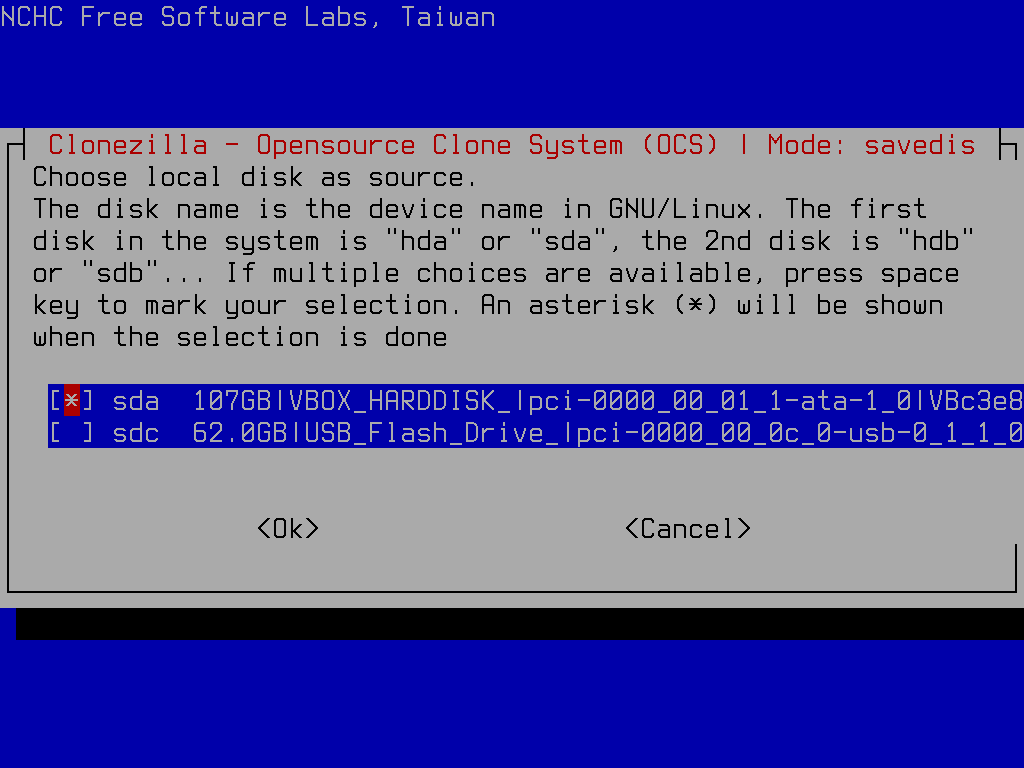 NCHC Free Software Labs, Taiwan
Clonezilla - Opensource Clone System (OCS) | Mode: savedis
Choose local disk as source.
The disk name is the device name in GNU/Linux. The first
disk in the system is "hda" or "sda", the 2nd disk is "hdb"
or "sdb"... If multiple choices are available, press space
key to mark your selection. An asterisk (*) will be shown
when the selection is done
[*] sda  107GB|VBOX_HARDDISK_|pci-0000_00_01_1-ata-1_0|VBc3e8
[ ] sdc  62.0GB|USB_Flash_Drive_|pci-0000_00_0c_0-usb-0_1_1_0
<Ok> <Cancel>